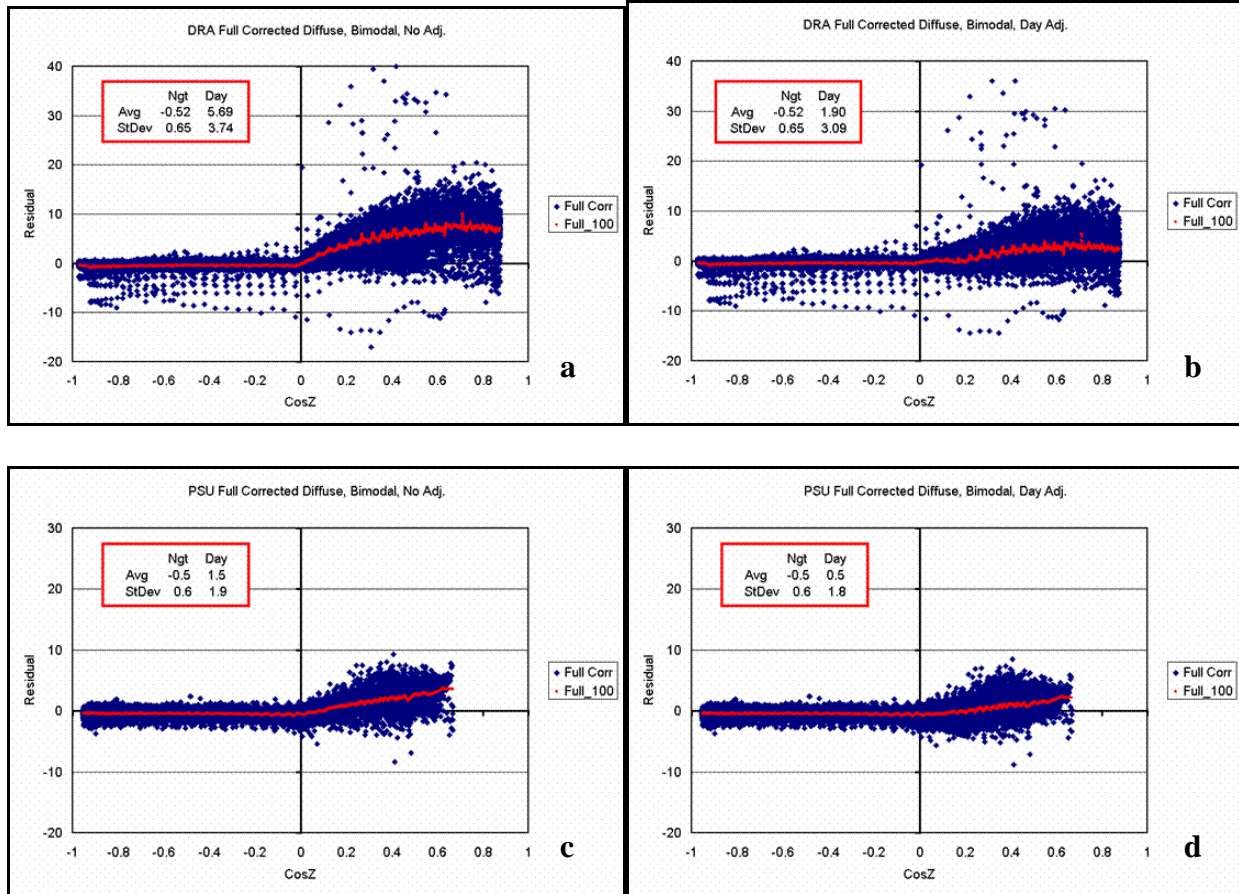 DRA Full Corrected Diffuse, Bimodal, No Adj.
40
30
20
10
0
-10
-20
Residual
Ngt Day
Avg -0.52 5.69
StDev 0.65 3.74
Full Corr
Full_100
-1 -0.8 -0.6 -0.4 -0.2 0 0.2 0.4 0.6 0.8 1
CosZ
a
DRA Full Corrected Diffuse, Bimodal, Day Adj.
40
30
20
10
0
-10
-20
Residual
Ngt Day
Avg -0.52 1.90
StDev 0.65 3.09
Full Corr
Full_100
-1 -0.8 -0.6 -0.4 -0.2 0 0.2 0.4 0.6 0.8 1
CosZ
b
PSU Full Corrected Diffuse, Bimodal, No Adj.
30
20
10
0
-10
-20
Residual
Ngt Day
Avg -0.5 1.5
StDev 0.6 1.9
Full Corr
Full_100
-1 -0.8 -0.6 -0.4 -0.2 0 0.2 0.4 0.6 0.8 1
CosZ
c
PSU Full Corrected Diffuse, Bimodal, Day Adj.
30
20
10
0
-10
-20
Residual
Ngt Day
Avg -0.5 0.5
StDev 0.6 1.8
Full Corr
Full_100
-1 -0.8 -0.6 -0.4 -0.2 0 0.2 0.4 0.6 0.8 1
CosZ
d